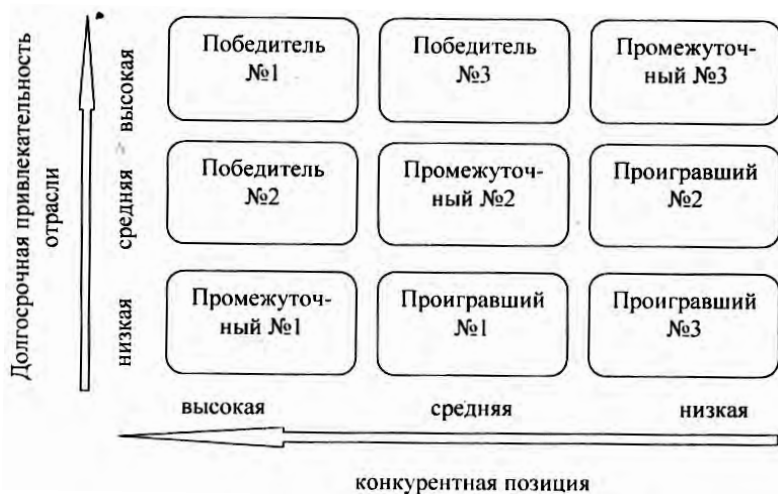 Долгосрочная привлекательность
отрасли
высокая
средняя
низкая
Победитель
№1
Победитель
№3
Промежуточ-
ный №3
Победитель
№2
Промежуточ-
ный №2
Проигравший
№2
Промежуточ-
ный №1
Проигравший
№1
Проигравший
№3
высокая
средняя
низкая
конкурентная позиция